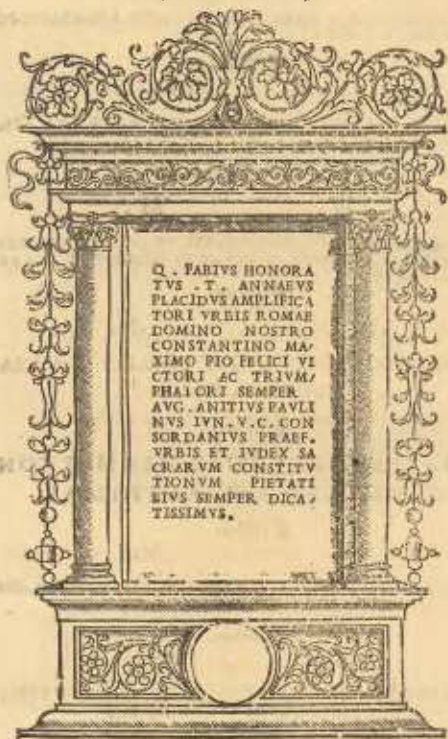 Q . FABIVS HONORA
TVS . T . ANNAEVS
PLACIDVS AMPLIFICA
TORI VRBIS ROMAE
DOMINO NOSTRO
CONSTANTINO MA/
XIMO PIO FELICI VI
CTORI AC TRIVM/
PHATORI SEMPER
AVG. ANITIVS PAVLI
NVS IVN. V. C. CON
SORDANIVS PRAEF.
VRBIS ET IVDEX SA
CRARVM CONSTITV
TIONVM PIETATI
EIVS SEMPER DICA/
TISSIMVS.